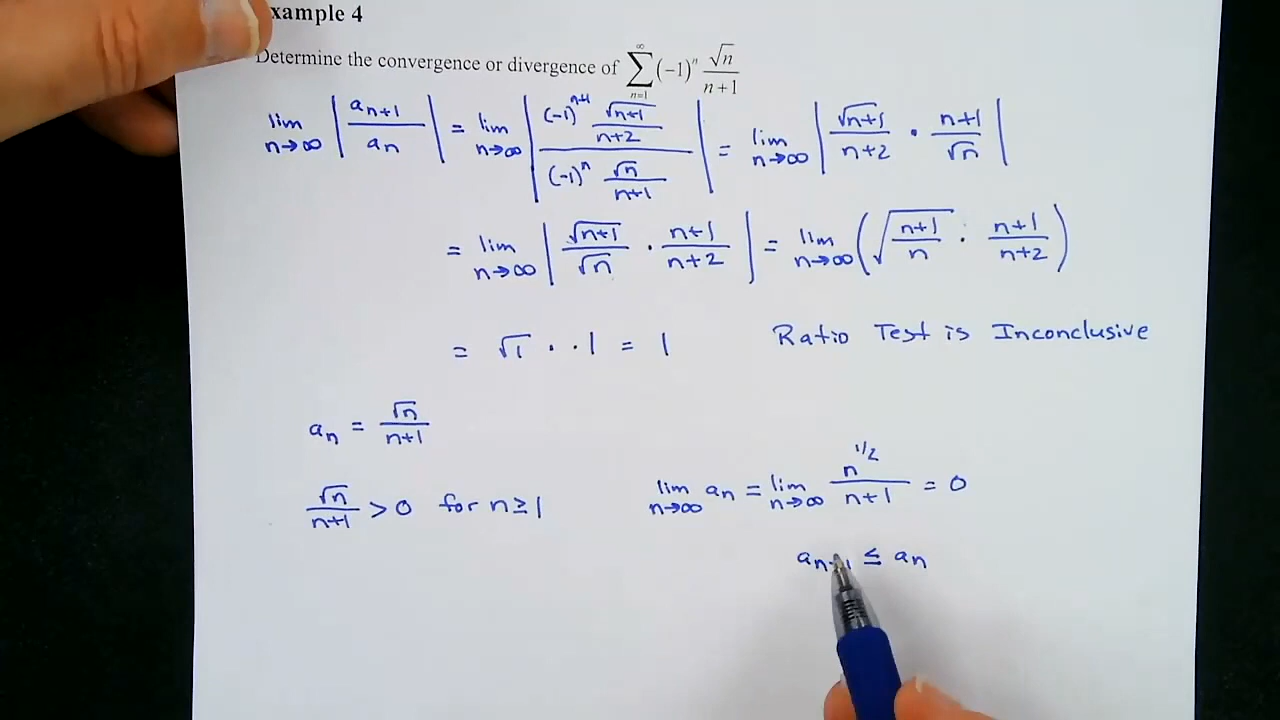 xample 4
Determine the convergence or divergence of ∑_{n=1}^{∞} (-1)^n √n/(n+1)
lim_{n→∞} |a_{n+1}/a_n| = lim_{n→∞} |((-1)^{n+1} √(n+1)/(n+2))/((-1)^n √n/(n+1))| = lim_{n→∞} |√(n+1)/(n+2) · (n+1)/√n|
= lim_{n→∞} |√(n+1)/√n · (n+1)/(n+2)| = lim_{n→∞} (√((n+1)/n) · (n+1)/(n+2))
= √1 · · 1 = 1 Ratio Test is Inconclusive
a_n = √n/(n+1)
√n/(n+1) > 0 for n ≥ 1 lim_{n→∞} a_n = lim_{n→∞} n^{1/2}/(n+1) = 0
a_{n+1} ≤ a_n